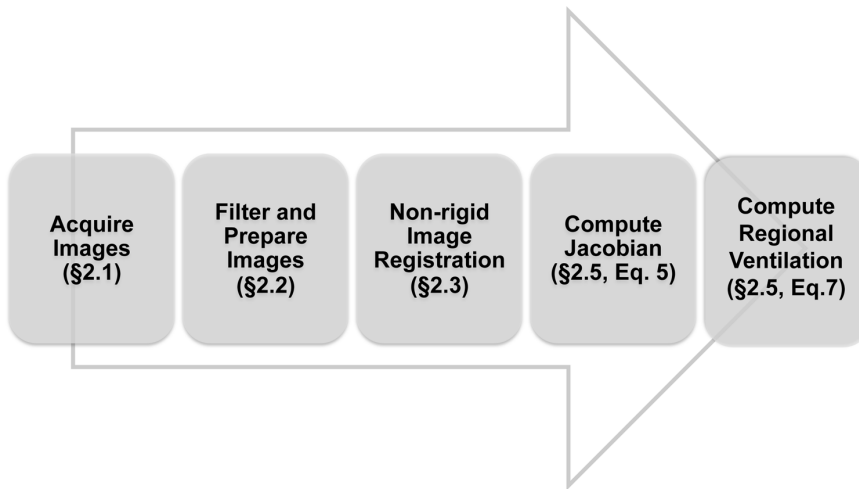 Acquire
Images
(§2.1)
Filter and
Prepare
Images
(§2.2)
Non-rigid
Image
Registration
(§2.3)
Compute
Jacobian
(§2.5, Eq. 5)
Compute
Regional
Ventilation
(§2.5, Eq.7)